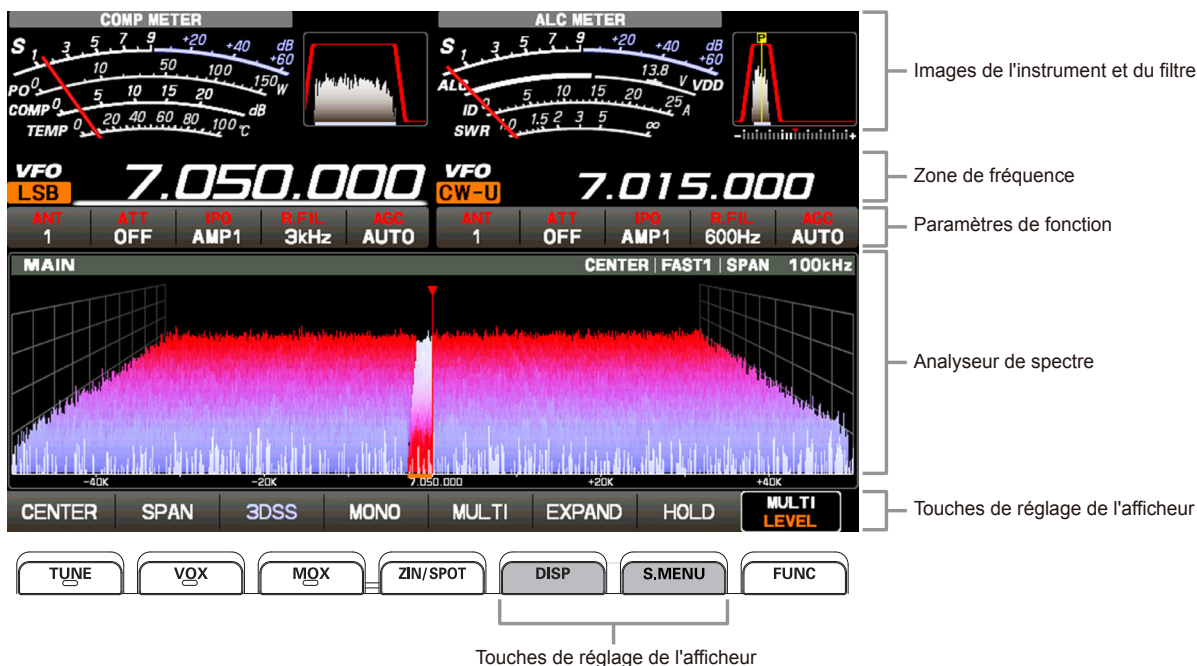 COMP METER
ALC METER
S 1 3 5 7 9 +20 +40 +60 dB
PO 0 10 50 100 150 W
COMP 0 5 10 15 20 dB
TEMP 0 20 40 60 80 100 °C
S 1 3 5 7 9 +20 +40 +60 dB
ALC 13.8 V VDD
ID 0 5 10 15 20 25 A
SWR 1.0 1.5 2 3 5 ∞
P
- +
Images de l'instrument et du filtre
VFO
LSB
7.050.000
VFO
CW-U
7.015.000
Zone de fréquence
ANT ATT IPO R.FIL AGC ANT ATT IPO R.FIL AGC
1 OFF AMP1 3kHz AUTO 1 OFF AMP1 600Hz AUTO
Paramètres de fonction
MAIN CENTER | FAST1 | SPAN 100kHz
Analyseur de spectre
-40K -20K 7.050.000 +20K +40K
CENTER SPAN 3DSS MONO MULTI EXPAND HOLD MULTI
LEVEL
Touches de réglage de l'afficheur
TUNE VOX MOX ZIN/SPOT DISP S.MENU FUNC
Touches de réglage de l'afficheur